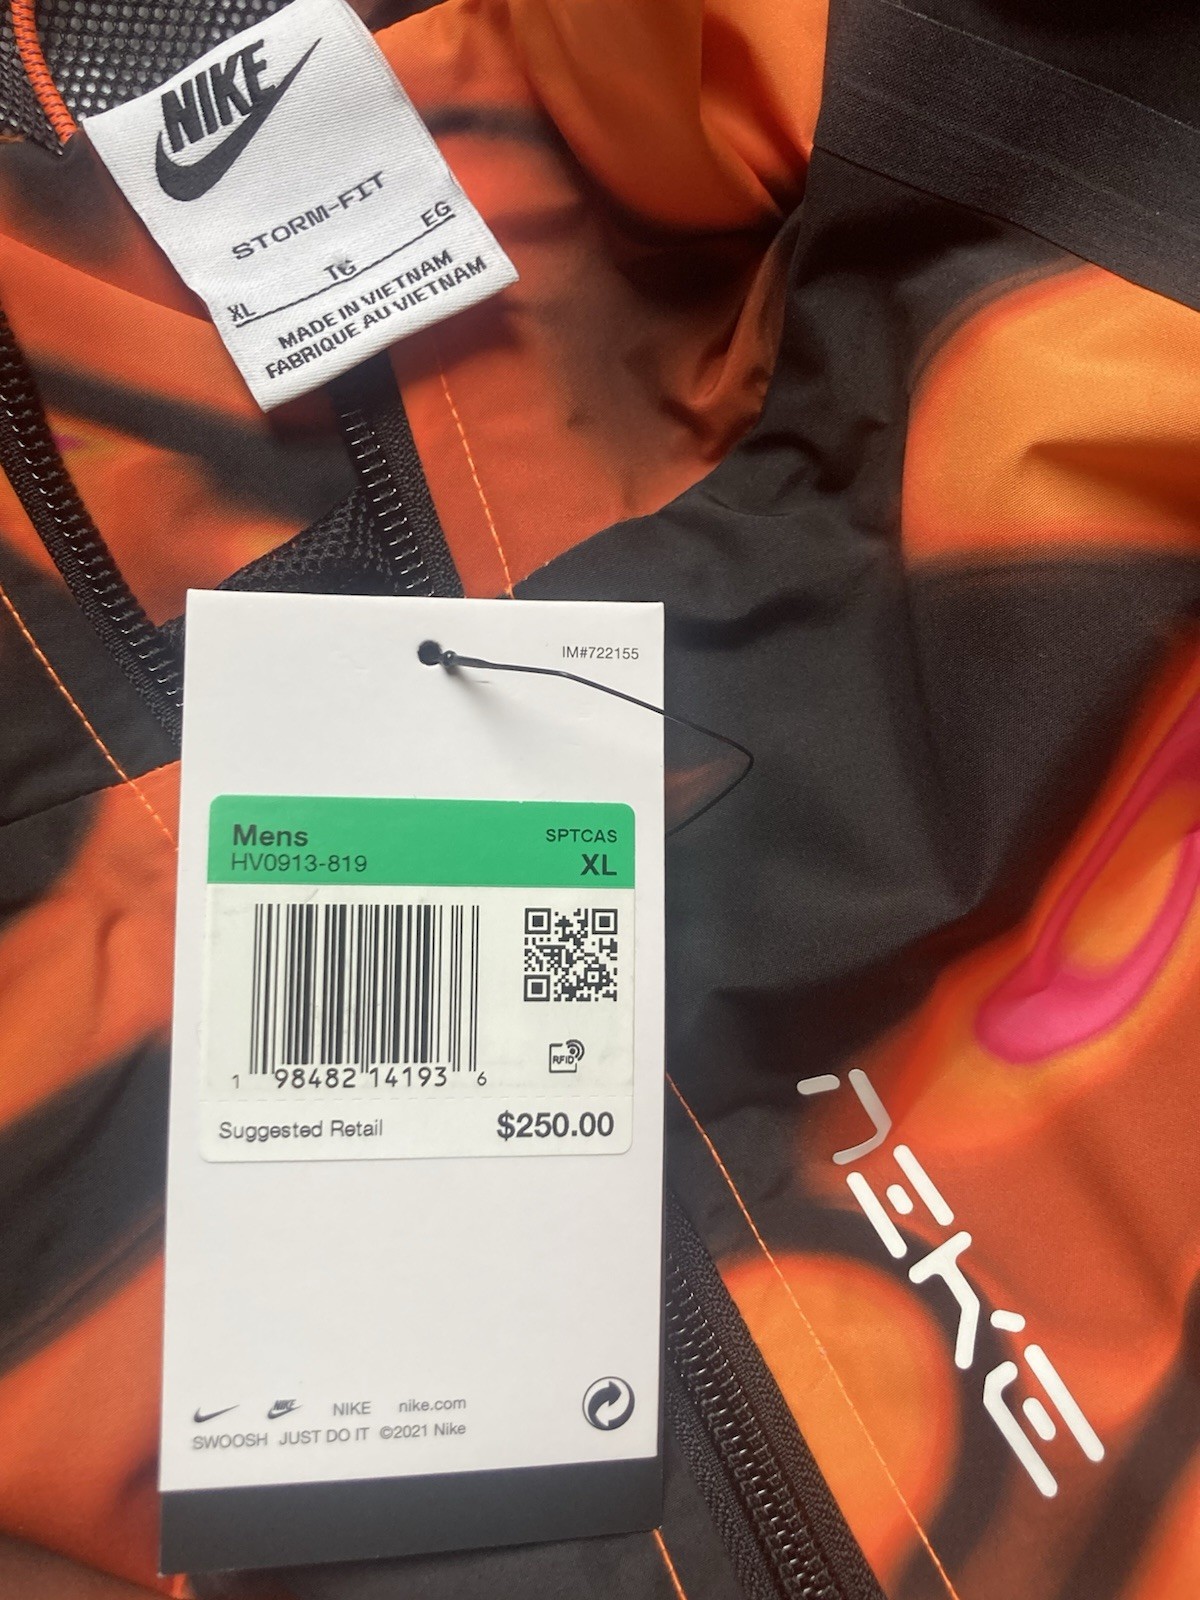 NIKE
STORM-FIT
XL TG EG
MADE IN VIETNAM
FABRIQUE AU VIETNAM
IM#722155
Mens SPTCAS
HV0913-819 XL
1 98482 14193 6
RFID
Suggested Retail $250.00
NIKE NIKE nike.com
SWOOSH JUST DO IT ©2021 Nike